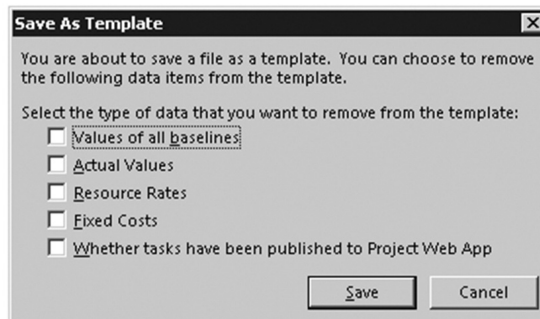 Save As Template
You are about to save a file as a template. You can choose to remove
the following data items from the template.
Select the type of data that you want to remove from the template:
Values of all baselines
Actual Values
Resource Rates
Fixed Costs
Whether tasks have been published to Project Web App
Save Cancel